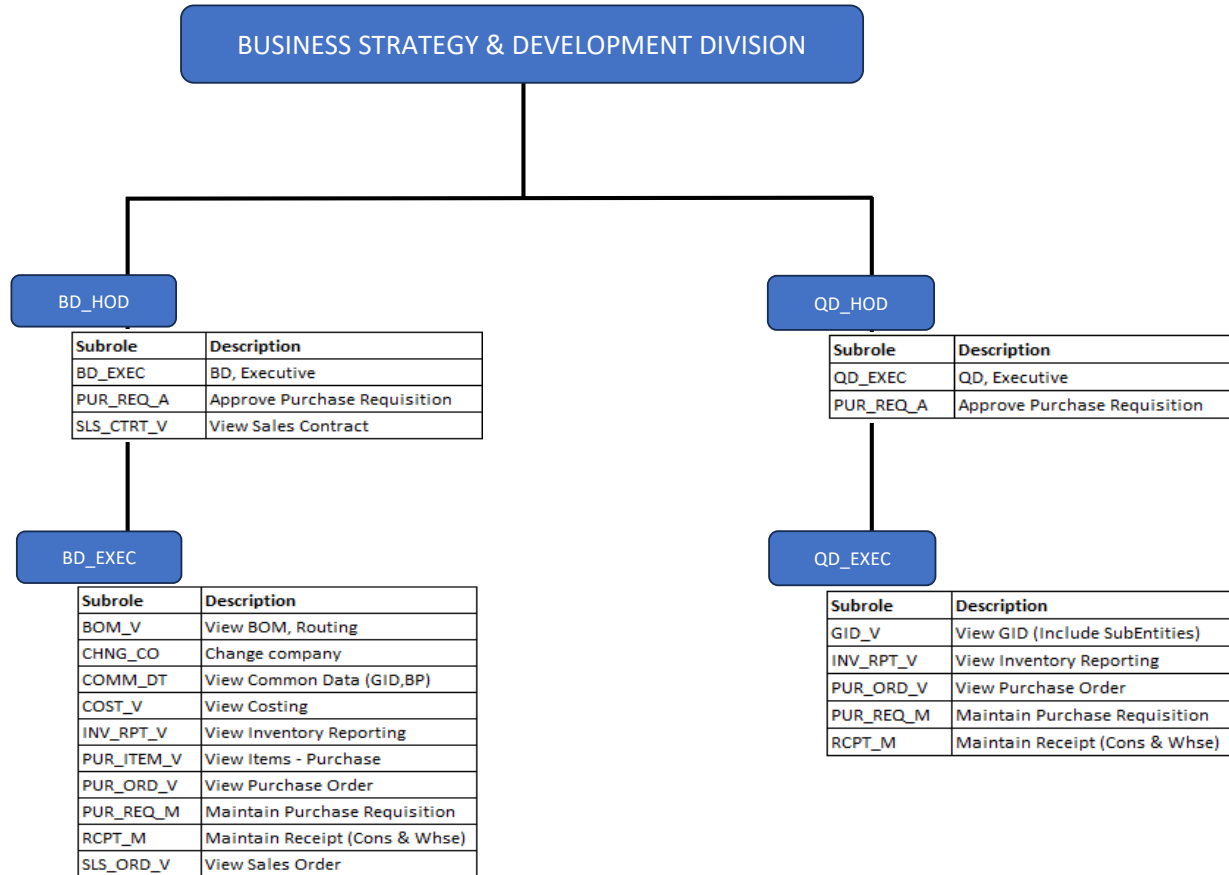 BUSINESS STRATEGY & DEVELOPMENT DIVISION
BD_HOD
Subrole Description
BD_EXEC BD, Executive
PUR_REQ_A Approve Purchase Requisition
SLS_CTRT_V View Sales Contract
BD_EXEC
Subrole Description
BOM_V View BOM, Routing
CHNG_CO Change company
COMM_DT View Common Data (GID,BP)
COST_V View Costing
INV_RPT_V View Inventory Reporting
PUR_ITEM_V View Items - Purchase
PUR_ORD_V View Purchase Order
PUR_REQ_M Maintain Purchase Requisition
RCPT_M Maintain Receipt (Cons & Whse)
SLS_ORD_V View Sales Order
QD_HOD
Subrole Description
QD_EXEC QD, Executive
PUR_REQ_A Approve Purchase Requisition
QD_EXEC
Subrole Description
GID_V View GID (Include SubEntities)
INV_RPT_V View Inventory Reporting
PUR_ORD_V View Purchase Order
PUR_REQ_M Maintain Purchase Requisition
RCPT_M Maintain Receipt (Cons & Whse)